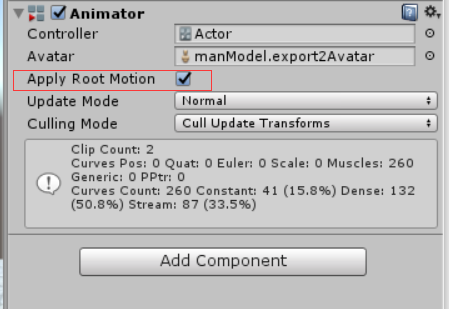 Animator
Controller Actor
Avatar manModel.export2Avatar
Apply Root Motion
Update Mode Normal
Culling Mode Cull Update Transforms
Clip Count: 2
Curves Pos: 0 Quat: 0 Euler: 0 Scale: 0 Muscles: 260
Generic: 0 PPtr: 0
Curves Count: 260 Constant: 41 (15.8%) Dense: 132
(50.8%) Stream: 87 (33.5%)
Add Component